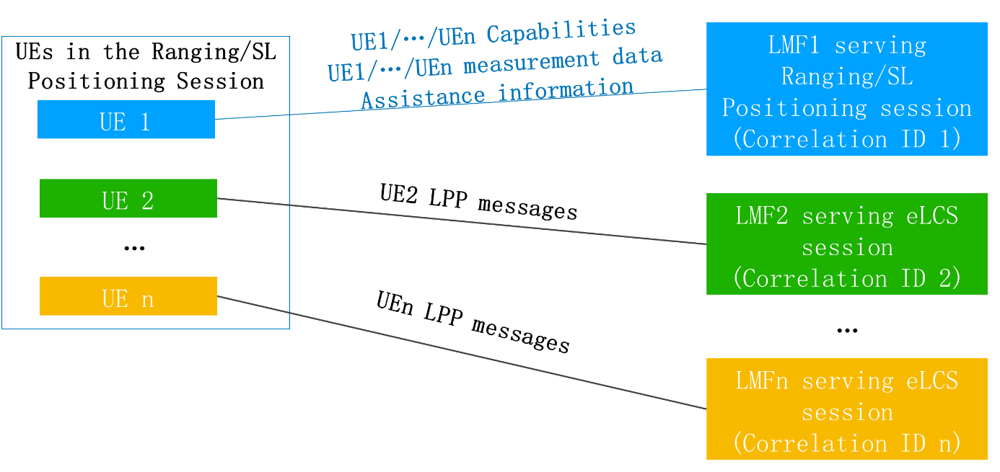 UEs in the Ranging/SL
Positioning Session
UE 1
UE 2
…
UE n
UE1/…/UEn Capabilities
UE1/…/UEn measurement data
Assistance information
UE2 LPP messages
UEn LPP messages
LMF1 serving
Ranging/SL
Positioning session
(Correlation ID 1)
LMF2 serving eLCS
session
(Correlation ID 2)
…
LMFn serving eLCS
session
(Correlation ID n)